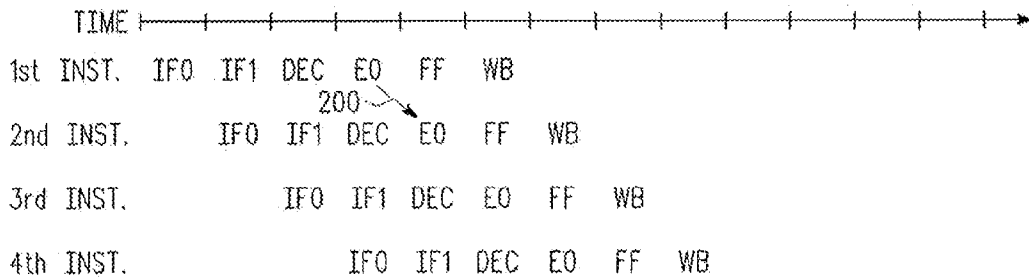 TIME
1st INST. IF0 IF1 DEC E0 FF WB
200
2nd INST. IF0 IF1 DEC E0 FF WB
3rd INST. IF0 IF1 DEC E0 FF WB
4th INST. IF0 IF1 DEC E0 FF WB